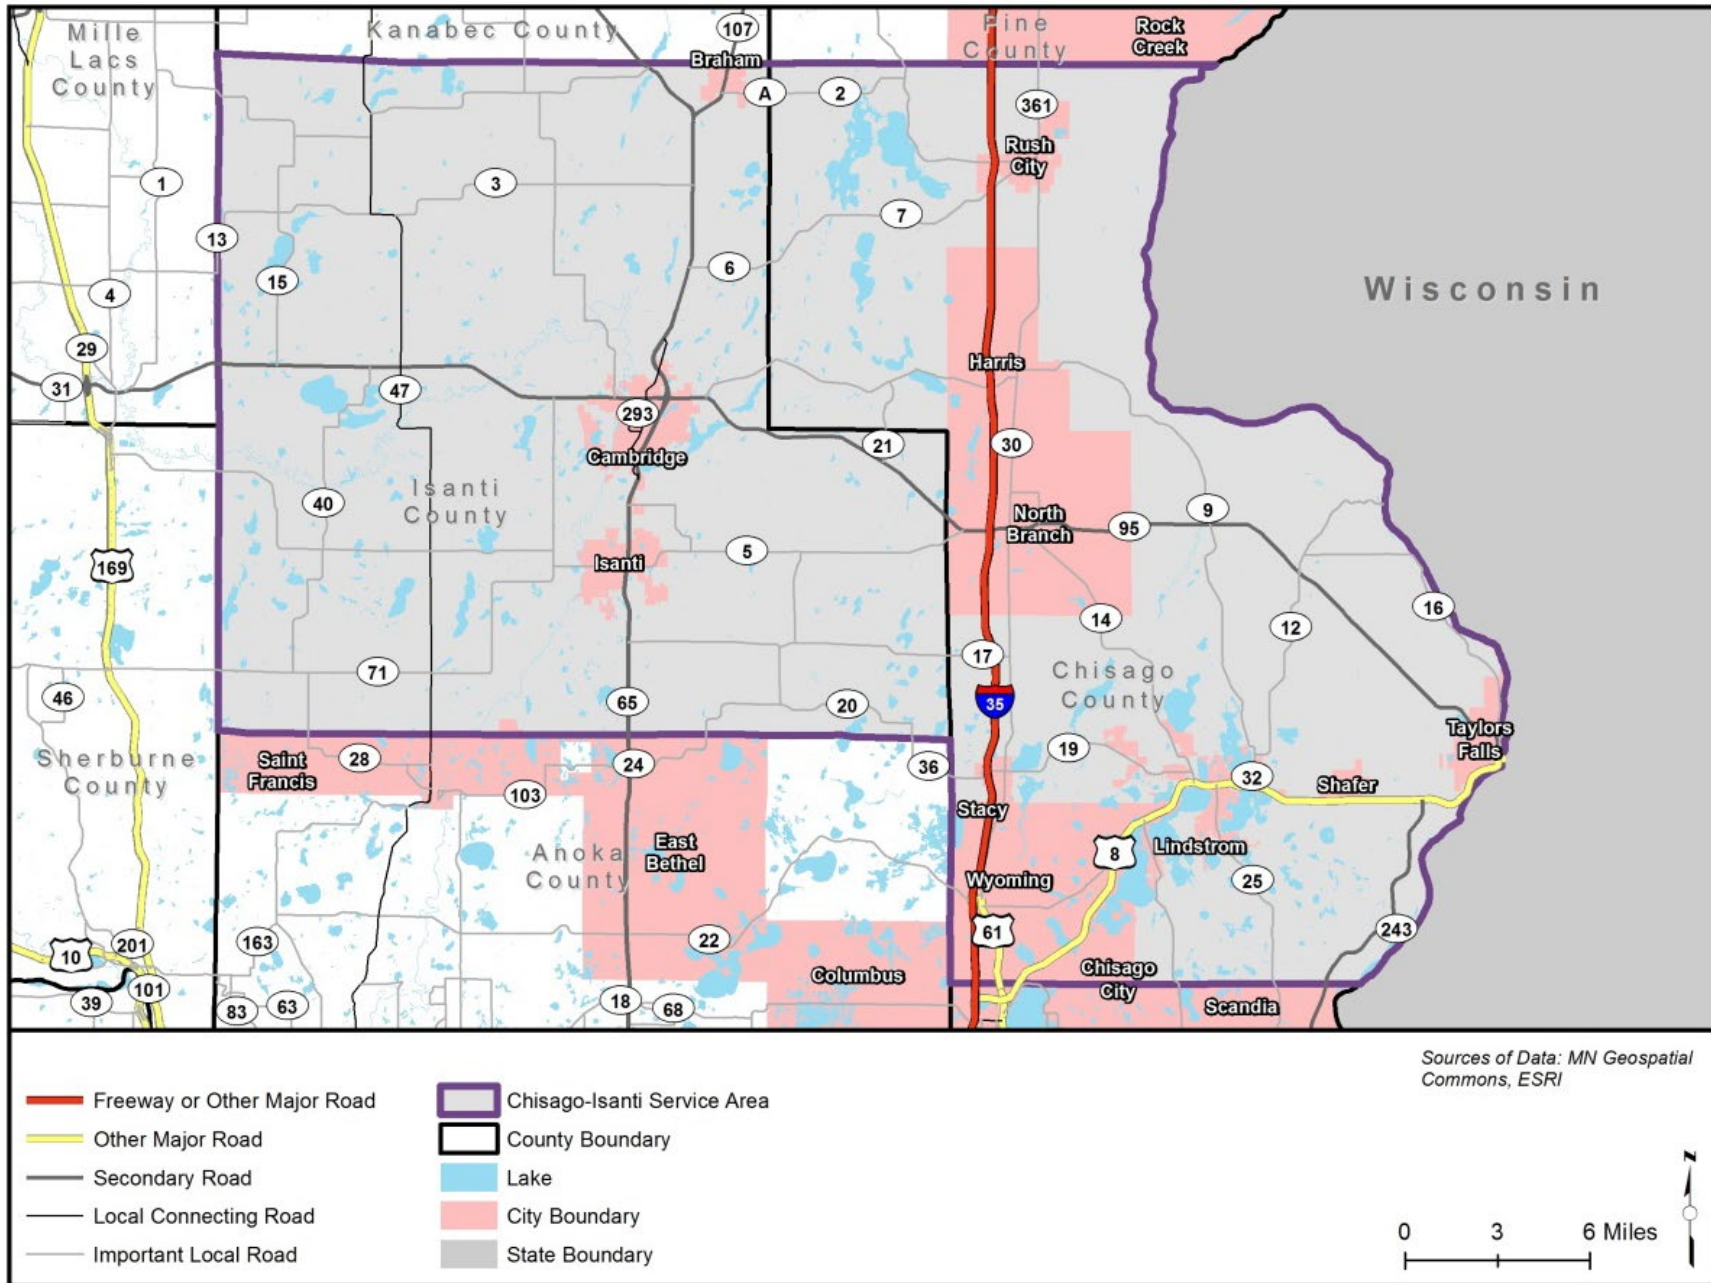 Mille
Lacs
County
Kanabec County
107
Braham
Pine
County
Rock
Creek
A
2
361
Rush
City
1
3
7
13
15
6
4
Wisconsin
29
31
47
Harris
293
21
30
Cambridge
Isanti
County
40
9
North
Branch
95
5
Isanti
169
16
14
12
17
Chisago
County
71
46
65
20
35
Taylors
Falls
Sherburne
County
Saint
Francis
28
24
36
19
32
Shafer
103
Stacy
East
Bethel
Anoka
County
8
Lindstrom
Wyoming
25
163
22
61
243
10
201
Columbus
Chisago
City
39
101
83
63
18
68
Scandia
Freeway or Other Major Road
Other Major Road
Secondary Road
Local Connecting Road
Important Local Road
Chisago-Isanti Service Area
County Boundary
Lake
City Boundary
State Boundary
Sources of Data: MN Geospatial
Commons, ESRI
N
0 3 6 Miles